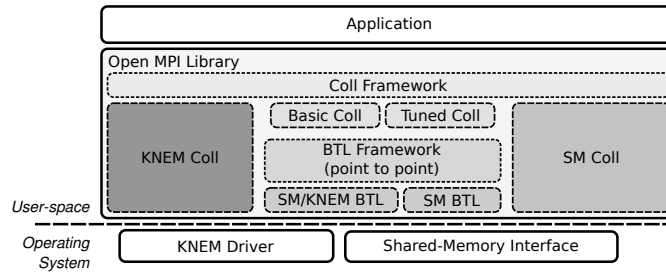 Application
Open MPI Library
Coll Framework
Basic Coll
Tuned Coll
KNEM Coll
BTL Framework
(point to point)
SM Coll
SM/KNEM BTL
SM BTL
User-space
Operating
System
KNEM Driver
Shared-Memory Interface